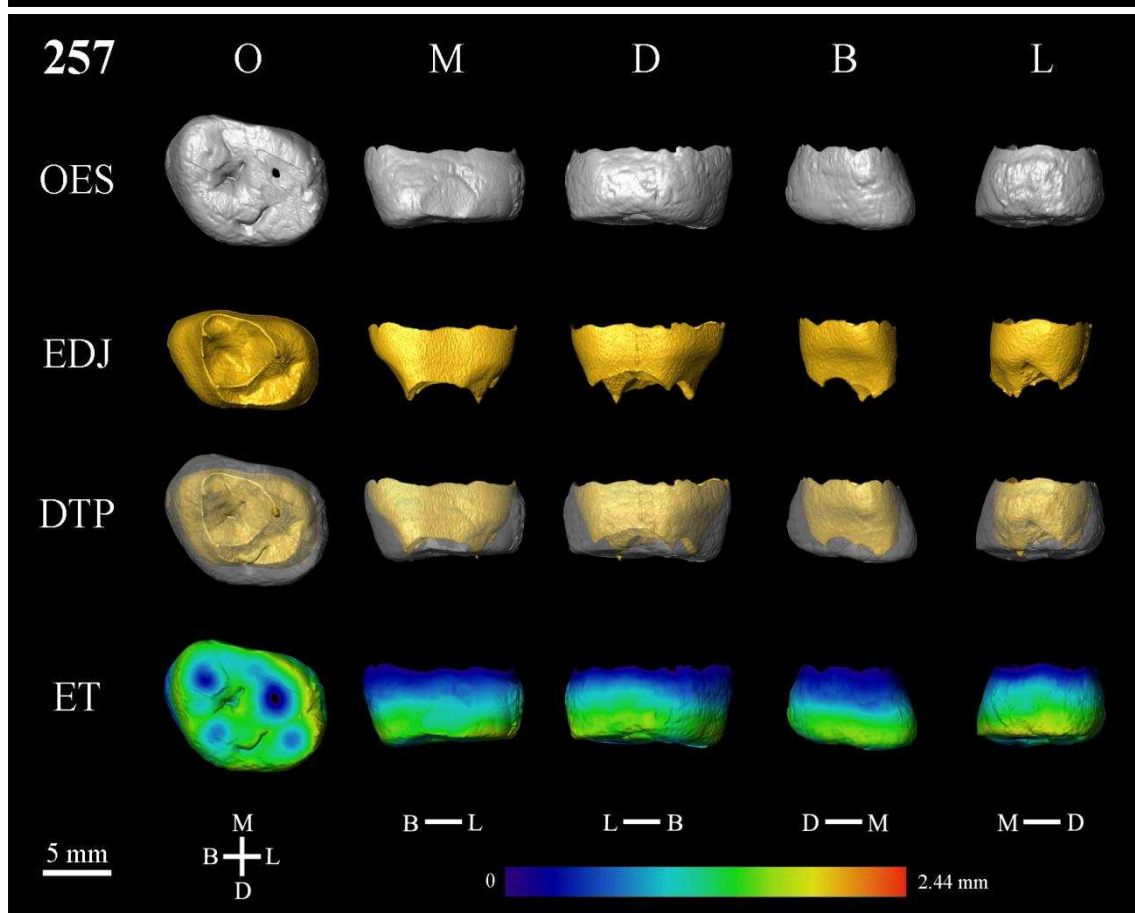 257 O M D B L
OES
EDJ
DTP
ET
M
B L
D
B L
L B
D M
M D
5 mm
0
2.44 mm